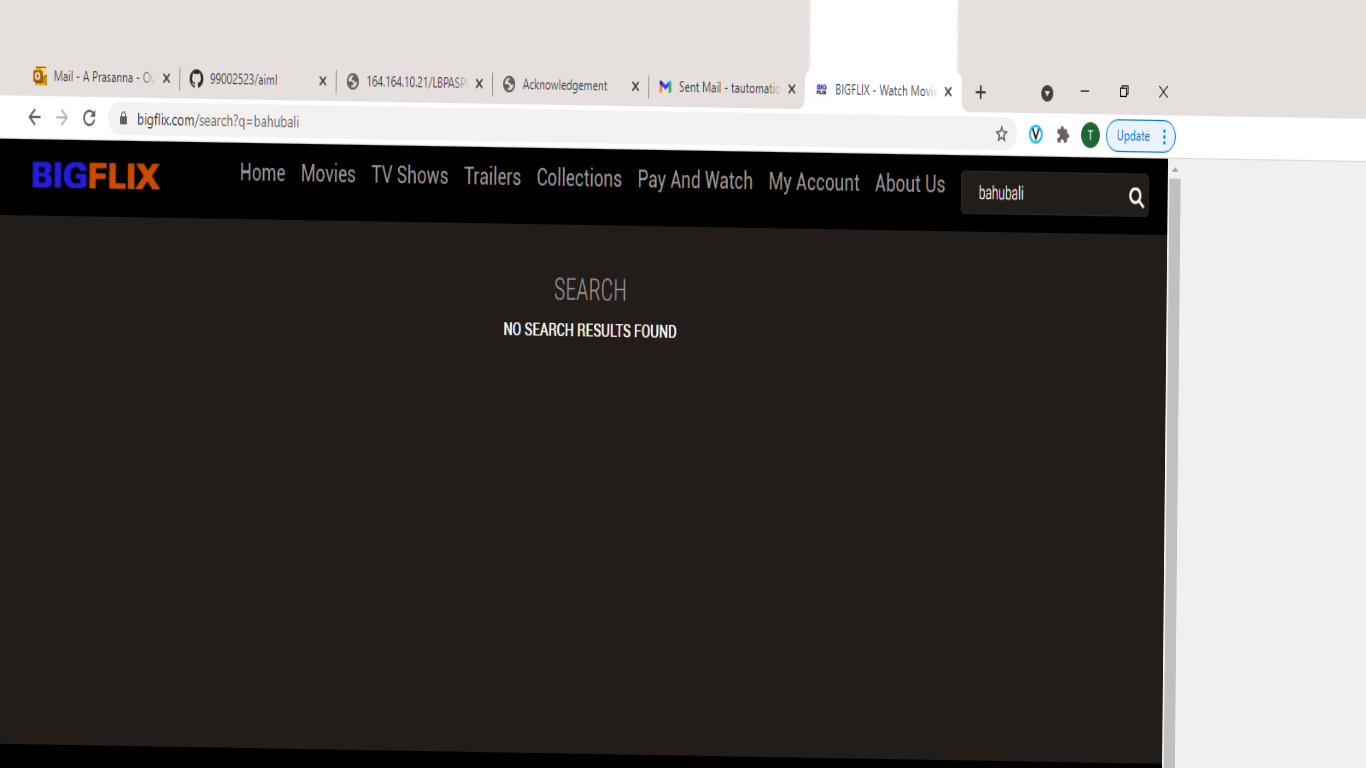 Mail - A Prasanna - Ou
99002523/aiml
164.164.10.21/LBPASP
Acknowledgement
Sent Mail - tautomatio
BIGFLIX - Watch Movie
bigflix.com/search?q=bahubali
T
Update
BIGFLIX
Home
Movies
TV Shows
Trailers
Collections
Pay And Watch
My Account
About Us
bahubali
SEARCH
NO SEARCH RESULTS FOUND